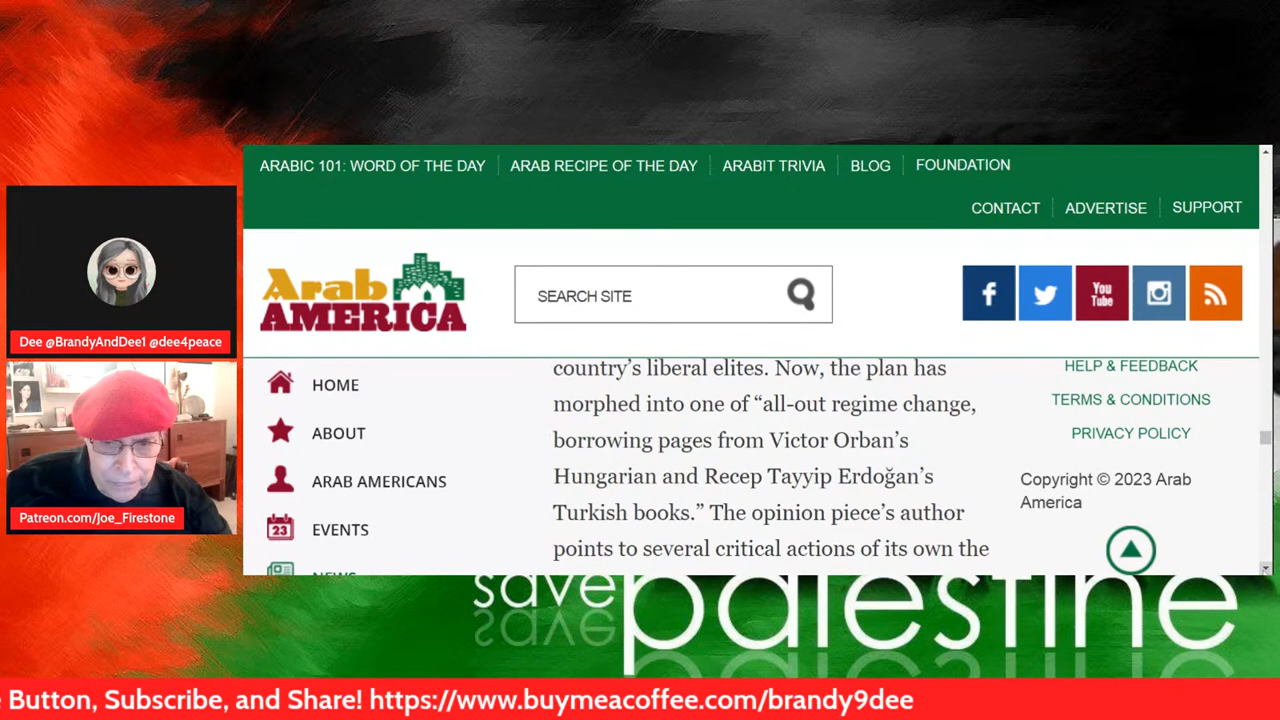 ARABIC 101: WORD OF THE DAY
ARAB RECIPE OF THE DAY
ARABIT TRIVIA
BLOG
FOUNDATION
CONTACT
ADVERTISE
SUPPORT
Arab
AMERICA
SEARCH SITE
You
Tube
HOME
ABOUT
ARAB AMERICANS
23
EVENTS
NEWS
country’s liberal elites. Now, the plan has
morphed into one of “all-out regime change,
borrowing pages from Victor Orban’s
Hungarian and Recep Tayyip Erdoğan’s
Turkish books.” The opinion piece’s author
points to several critical actions of its own the
HELP & FEEDBACK
TERMS & CONDITIONS
PRIVACY POLICY
Copyright © 2023 Arab
America
Dee @BrandyAndDee1 @dee4peace
Patreon.com/Joe_Firestone
save palestine
e Button, Subscribe, and Share! https://www.buymeacoffee.com/brandy9dee